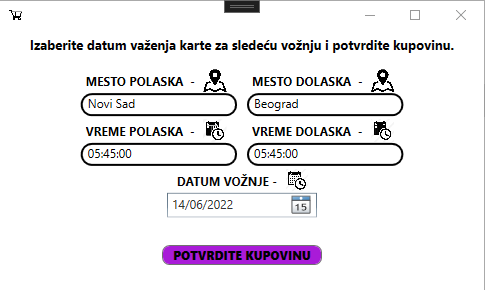 Izaberite datum važenja karte za sledeću vožnju i potvrdite kupovinu.
MESTO POLASKA - MESTO DOLASKA -
Novi Sad Beograd
VREME POLASKA - VREME DOLASKA -
05:45:00 05:45:00
DATUM VOŽNJE -
14/06/2022 15
POTVRDITE KUPOVINU